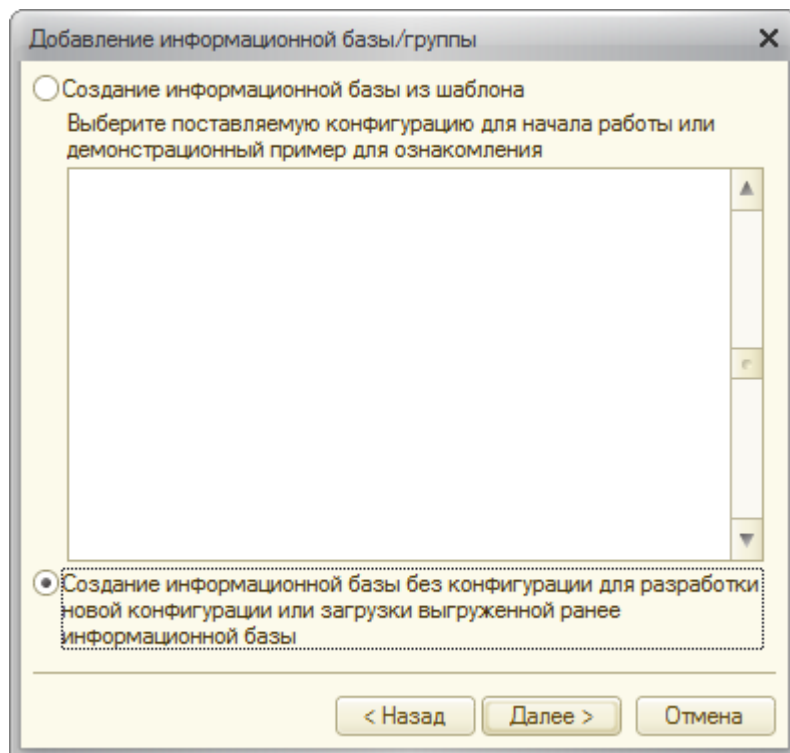 Добавление информационной базы/группы
Создание информационной базы из шаблона
Выберите поставляемую конфигурацию для начала работы или
демонстрационный пример для ознакомления
Создание информационной базы без конфигурации для разработки
новой конфигурации или загрузки выгруженной ранее
информационной базы
< Назад
Далее >
Отмена